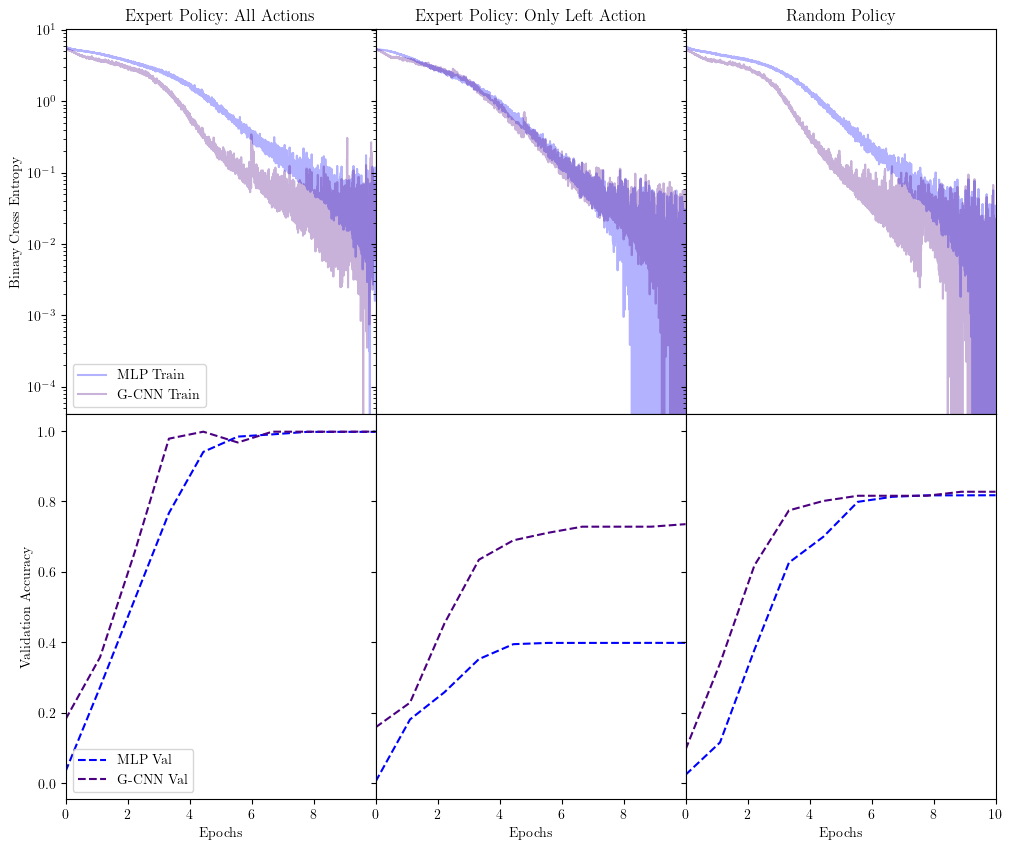 Expert Policy: All Actions
Expert Policy: Only Left Action
Random Policy
10^1
10^0
10^-1
10^-2
10^-3
10^-4
Binary Cross Entropy
MLP Train
G-CNN Train
1.0
0.8
0.6
0.4
0.2
0.0
Validation Accuracy
MLP Val
G-CNN Val
0 2 4 6 8
0 2 4 6 8
0 2 4 6 8 10
Epochs
Epochs
Epochs